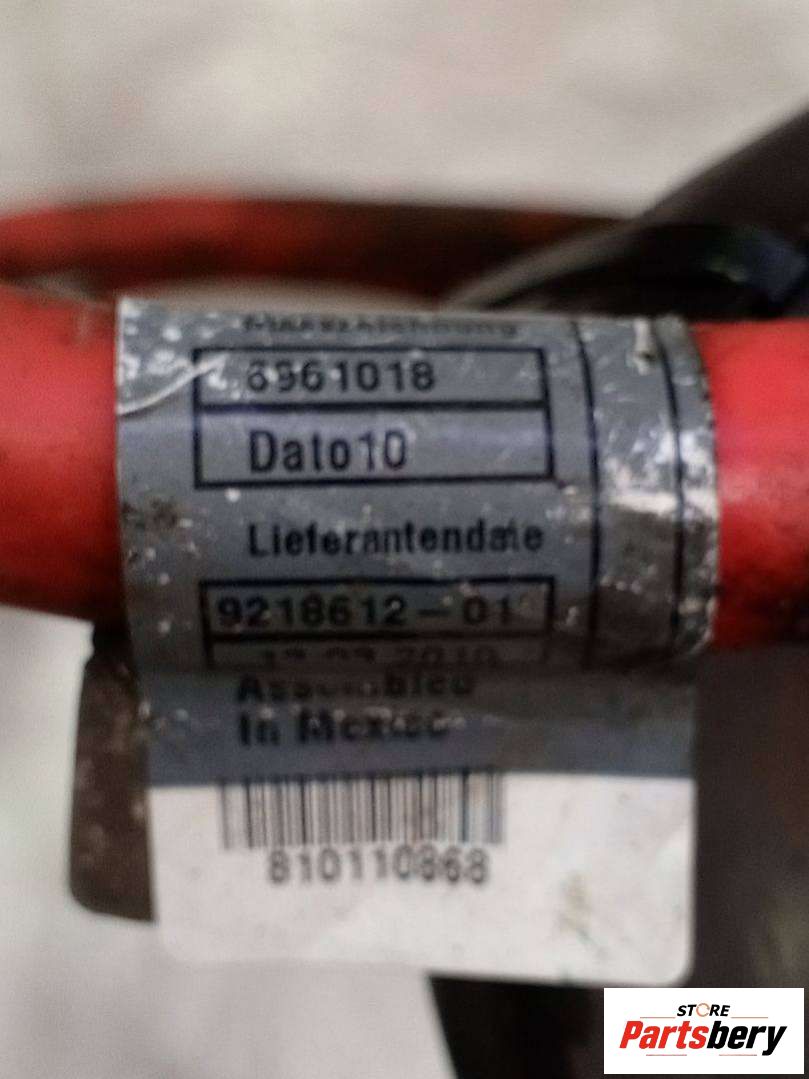 6961018
Dato10
Lieferantendate
9218612-01
Assembled
In Mexico
810110868
STORE
Partsbery